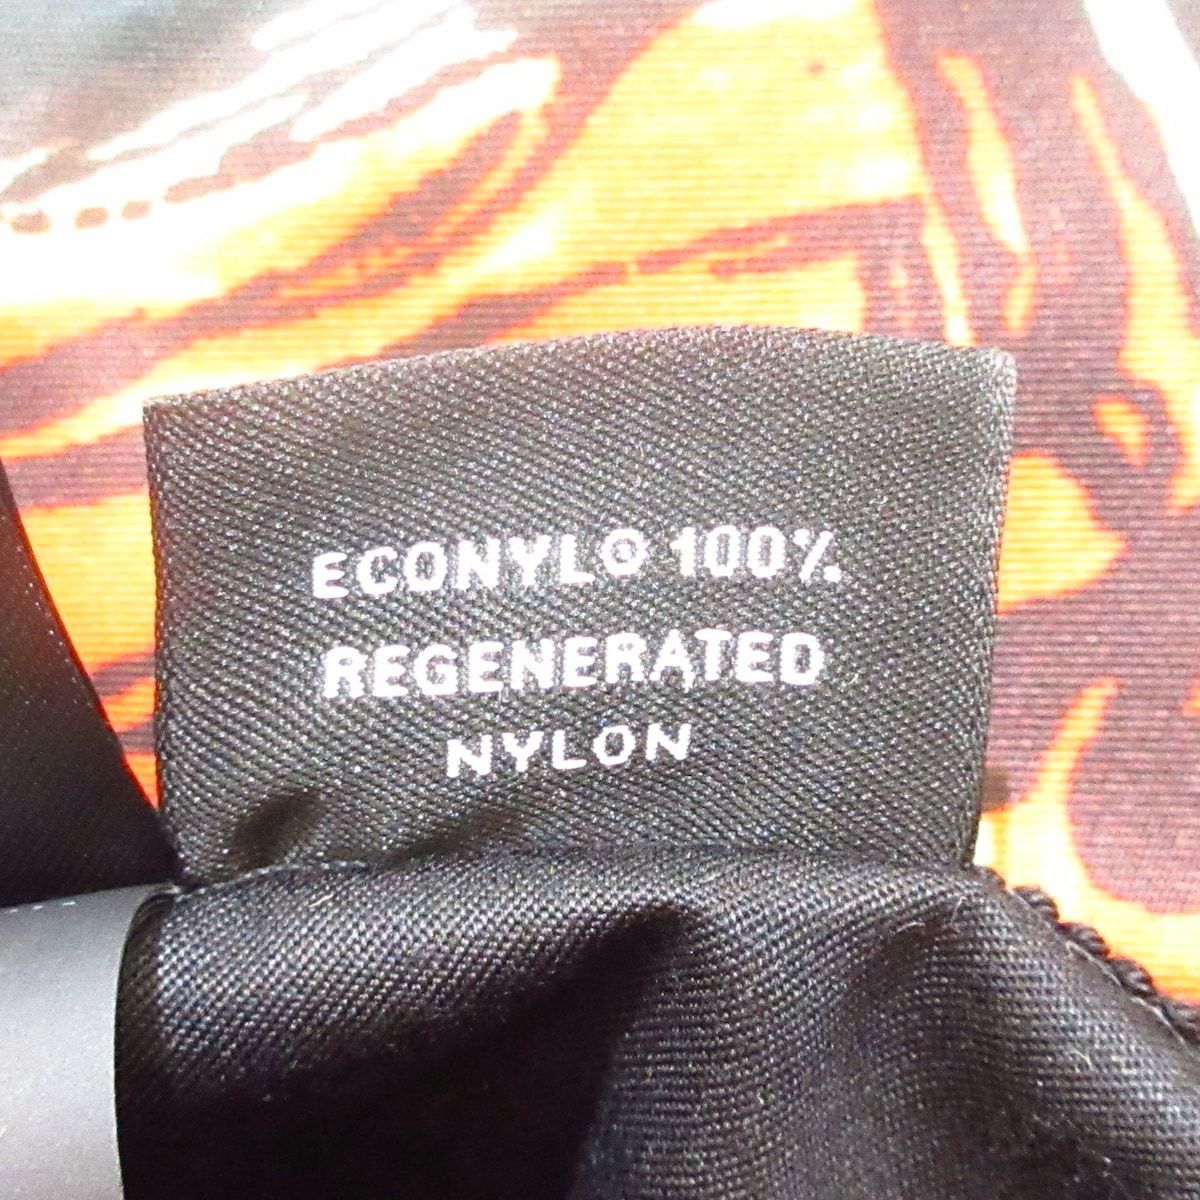 ECONYL® 100%
REGENERATED
NYLON